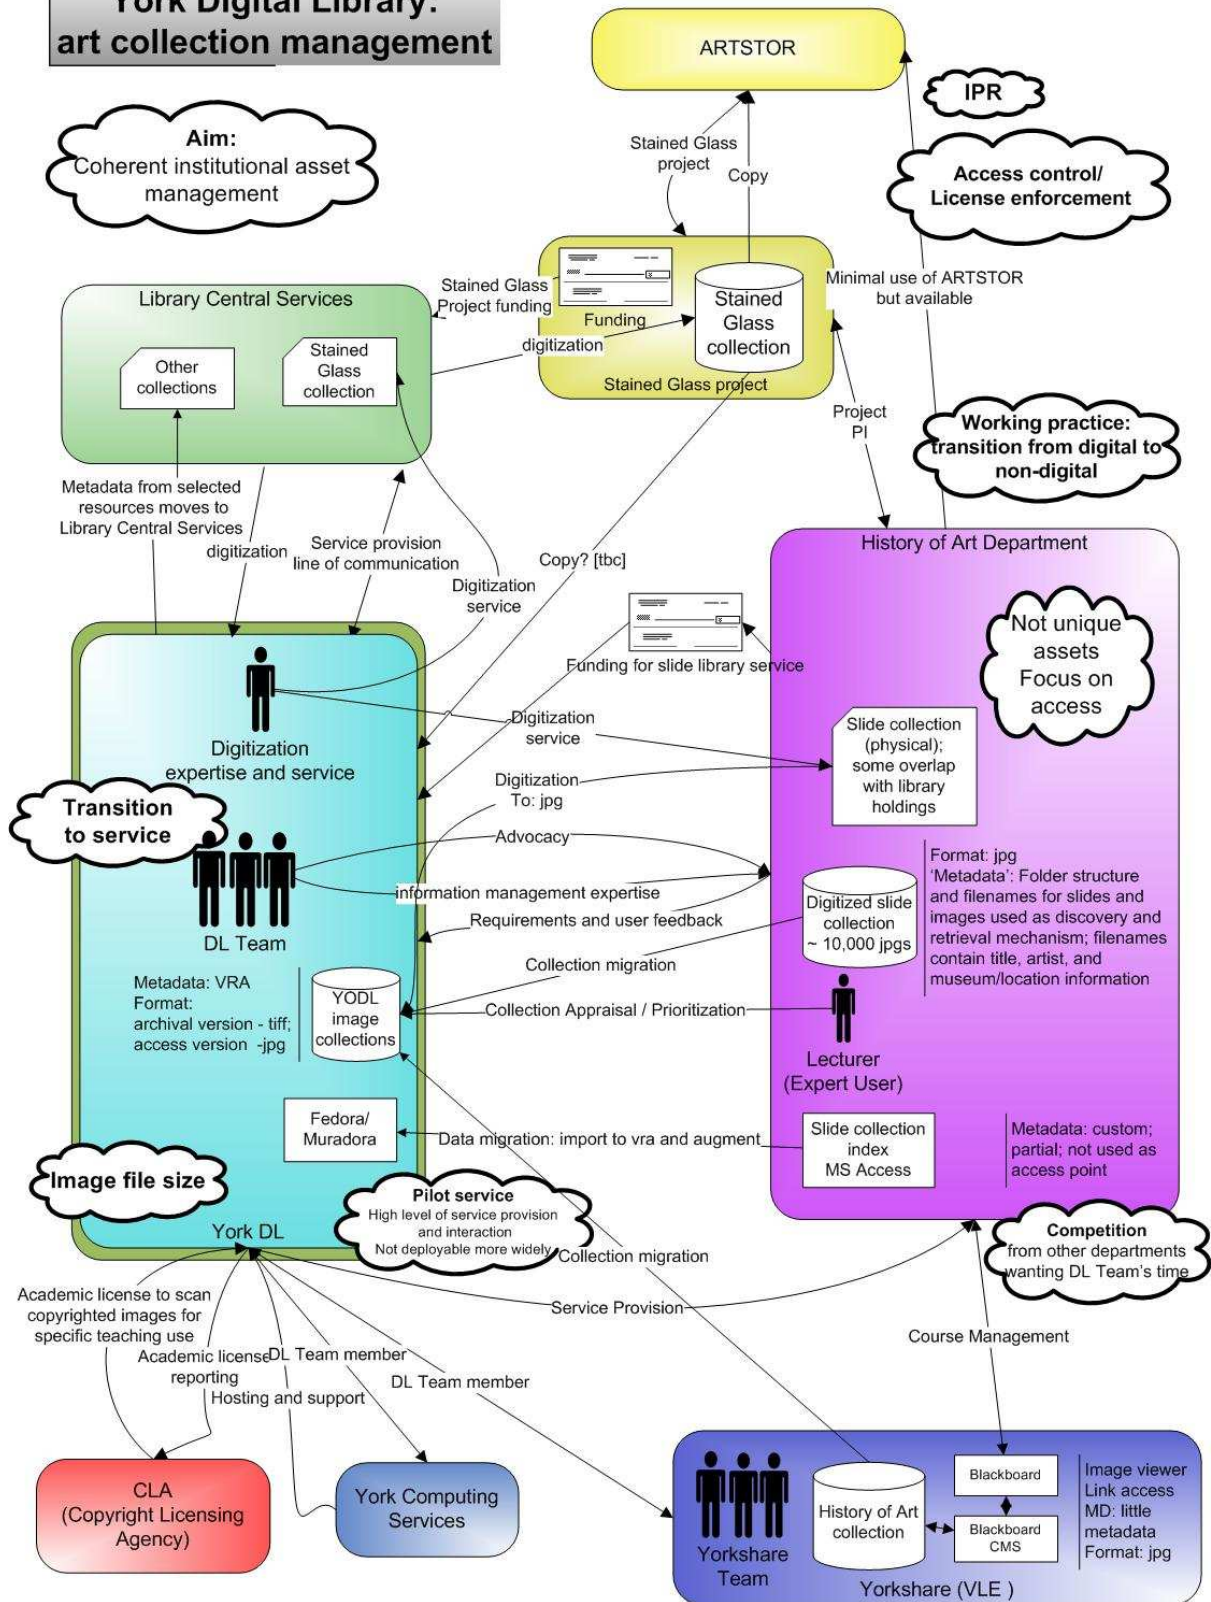 York Digital Library:
art collection management
ARTSTOR
IPR
Aim:
Coherent institutional asset
management
Access control/
License enforcement
Stained Glass
project
Copy
Stained Glass
Project funding
Funding
digitization
Stained
Glass
collection
Stained Glass project
Minimal use of ARTSTOR
but available
Library Central Services
Other
collections
Stained
Glass
collection
Project
PI
Working practice:
transition from digital to
non-digital
Metadata from selected
resources moves to
Library Central Services
digitization
Service provision
line of communication
Digitization
service
Copy? [tbc]
Funding for slide library service
History of Art Department
Not unique
assets
Focus on
access
Digitization
expertise and service
Digitization
service
Slide collection
(physical);
some overlap
with library
holdings
Digitization
To: jpg
Transition
to service
Advocacy
information management expertise
Requirements and user feedback
DL Team
Digitized slide
collection
~ 10,000 jpgs
Format: jpg
'Metadata': Folder structure
and filenames for slides and
images used as discovery and
retrieval mechanism; filenames
contain title, artist, and
museum/location information
Collection migration
Metadata: VRA
Format:
archival version - tiff;
access version -jpg
YODL
image
collections
Collection Appraisal / Prioritization
Lecturer
(Expert User)
Fedora/
Muradora
Data migration: import to vra and augment
Slide collection
index
MS Access
Metadata: custom;
partial; not used as
access point
Image file size
York DL
Pilot service
High level of service provision
and interaction
Not deployable more widely
Collection migration
Competition
from other departments
wanting DL Team's time
Service Provision
Course Management
Academic license to scan
copyrighted images for
specific teaching use
Academic license
reporting
DL Team member
Hosting and support
DL Team member
CLA
(Copyright Licensing
Agency)
York Computing
Services
Yorkshare
Team
History of Art
collection
Blackboard
Blackboard
CMS
Image viewer
Link access
MD: little
metadata
Format: jpg
Yorkshare (VLE )